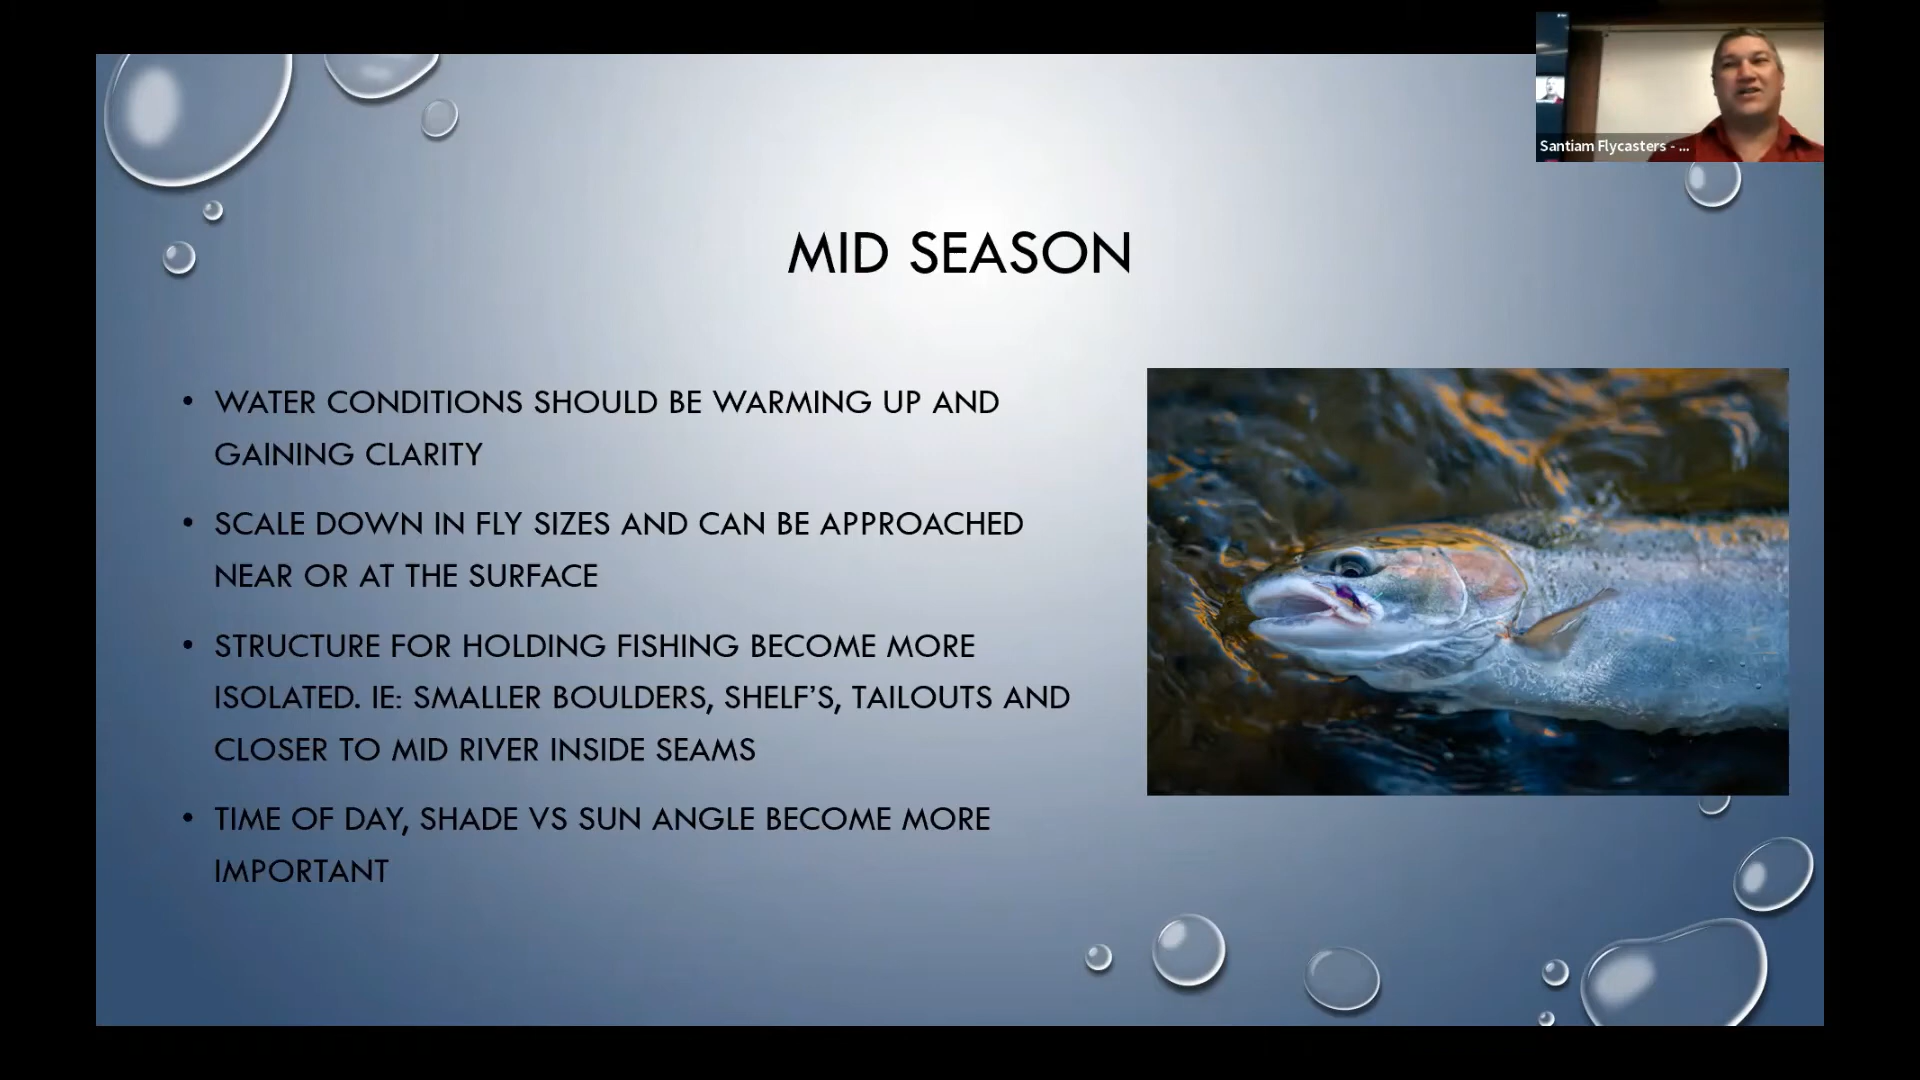 Santiam Flycasters - ...
MID SEASON
• WATER CONDITIONS SHOULD BE WARMING UP AND
GAINING CLARITY
• SCALE DOWN IN FLY SIZES AND CAN BE APPROACHED
NEAR OR AT THE SURFACE
• STRUCTURE FOR HOLDING FISHING BECOME MORE
ISOLATED. IE: SMALLER BOULDERS, SHELF’S, TAILOUTS AND
CLOSER TO MID RIVER INSIDE SEAMS
• TIME OF DAY, SHADE VS SUN ANGLE BECOME MORE
IMPORTANT